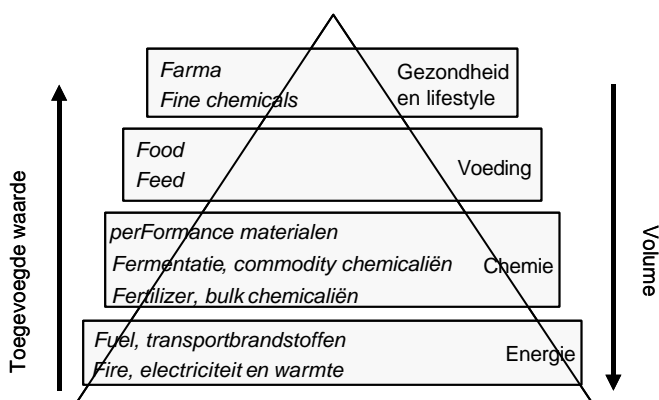 Farma
Fine chemicals
Gezondheid
en lifestyle
Food
Feed
Voeding
perFormance materialen
Fermentatie, commodity chemicaliën
Fertilizer, bulk chemicaliën
Chemie
Fuel, transportbrandstoffen
Fire, electriciteit en warmte
Energie
Toegevoegde waarde
Volume